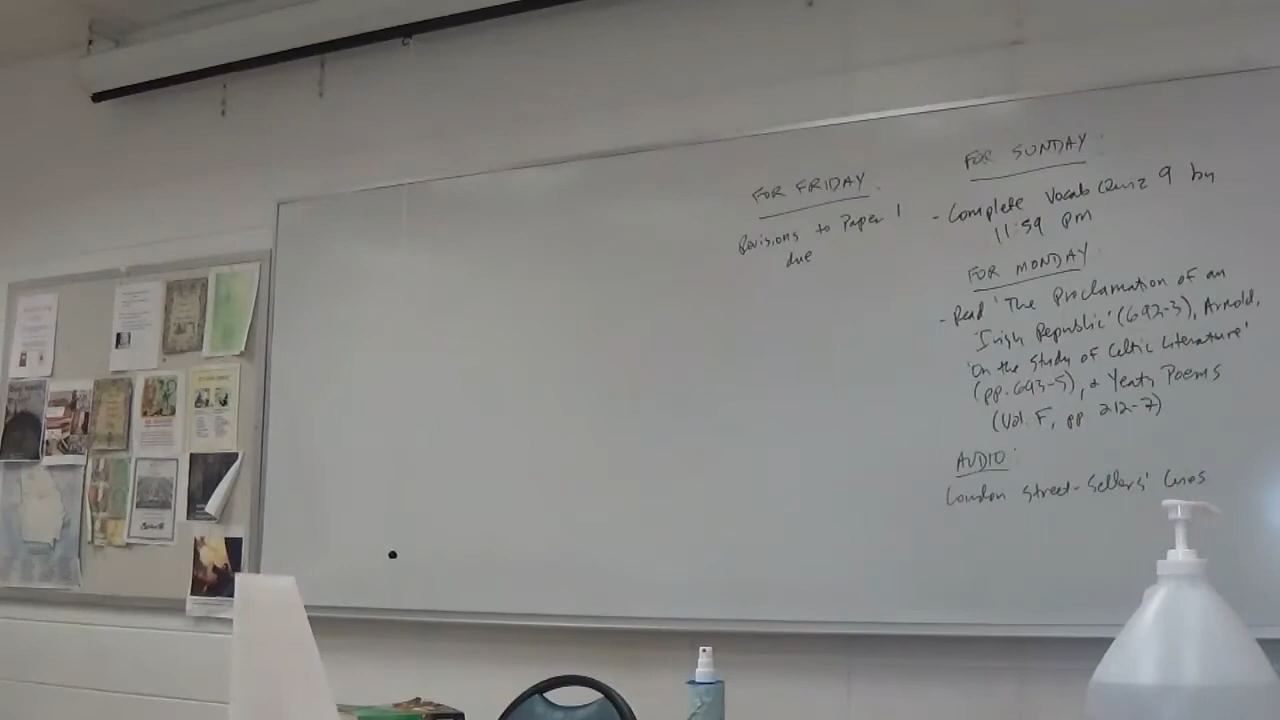 FOR FRIDAY:
Revisions to Paper 1
due
FOR SUNDAY:
- Complete Vocab Quiz 9 by
11:59 PM
FOR MONDAY:
- Read 'The Proclamation of an
Irish Republic' (692-3), Arnold,
'On the Study of Celtic Literature'
(pp. 693-5), & Yeats Poems
(Vol. F, pp 212-7)
AUDIO:
London Street-Sellers' Cries